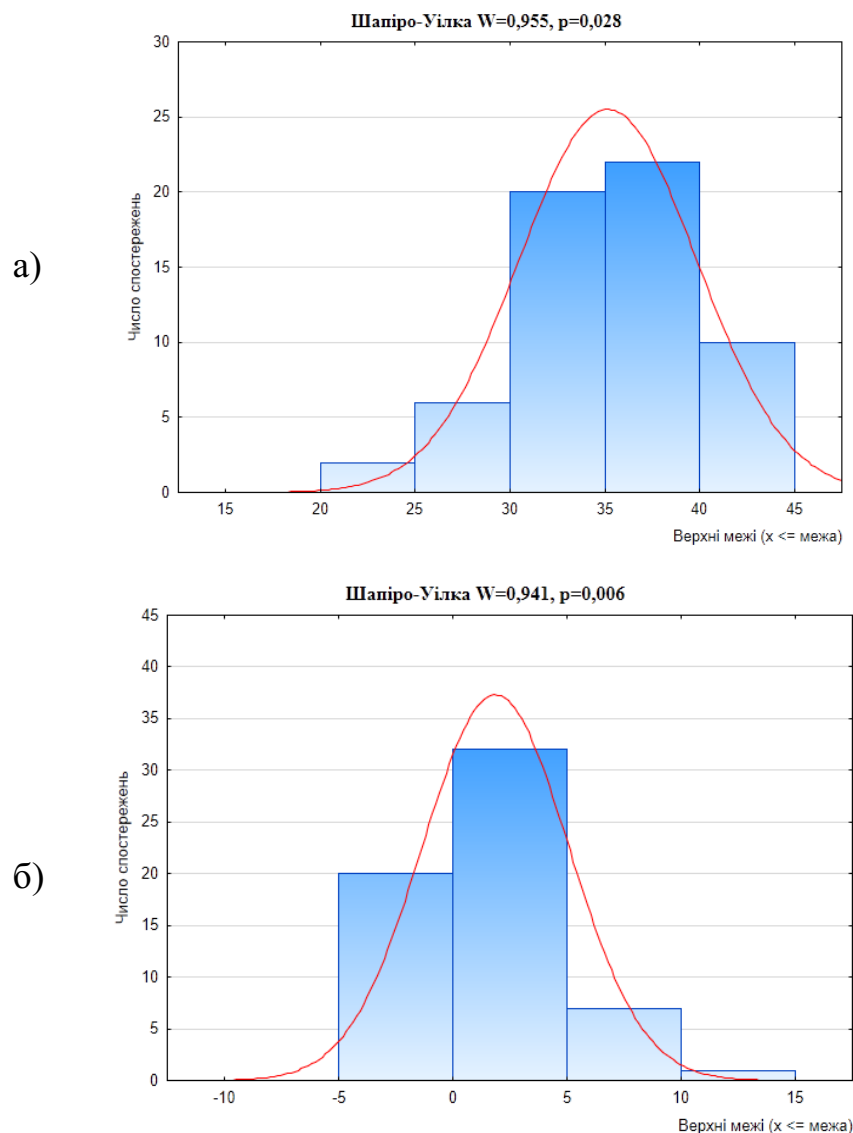 Шапіро-Уілка W=0,955, p=0,028
а)
Число спостережень
30
25
20
15
10
5
0
15 20 25 30 35 40 45
Верхні межі (x <= межа)
Шапіро-Уілка W=0,941, p=0,006
б)
Число спостережень
45
40
35
30
25
20
15
10
5
0
-10 -5 0 5 10 15
Верхні межі (x <= межа)